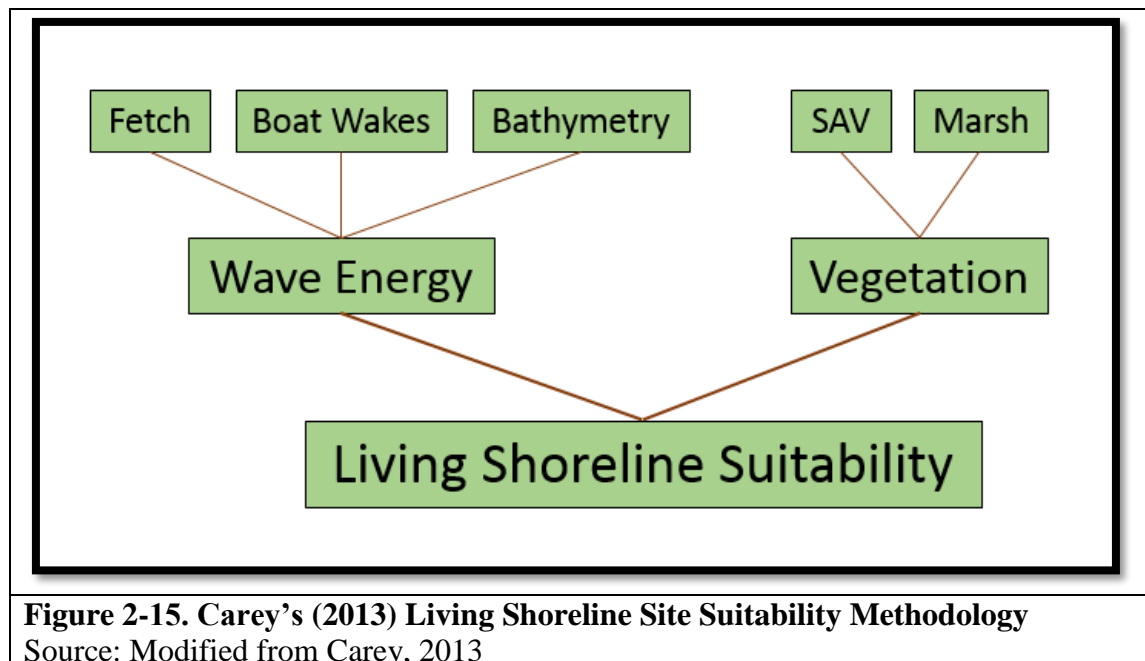 Fetch
Boat Wakes
Bathymetry
SAV
Marsh
Wave Energy
Vegetation
Living Shoreline Suitability
Figure 2-15. Carey’s (2013) Living Shoreline Site Suitability Methodology
Source: Modified from Carey, 2013